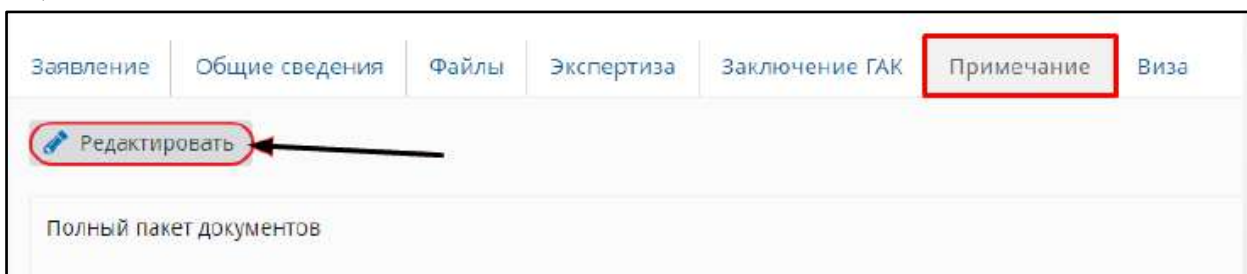 Заявление Общие сведения Файлы Экспертиза Заключение ГАК Примечание Виза
Редактировать
Полный пакет документов